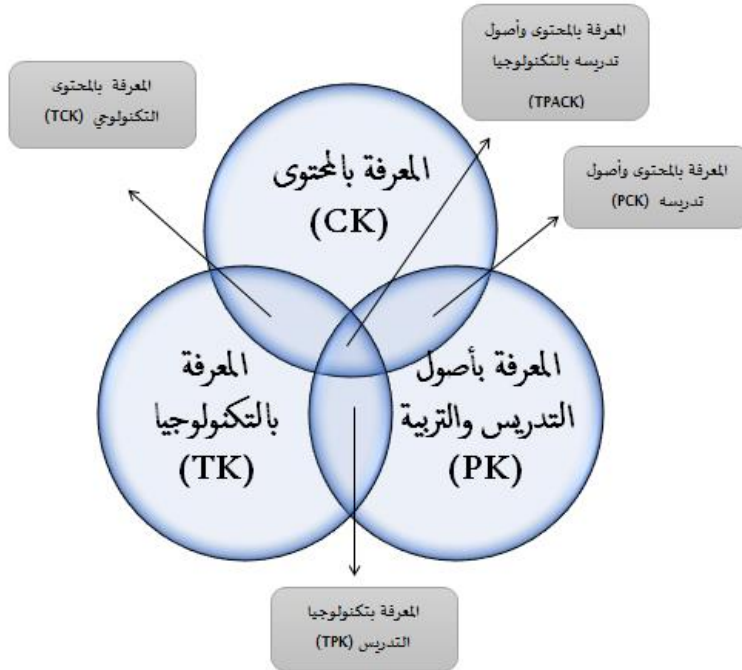 المعرفة بالمحتوى وأصول
تدريسه بالتكنولوجيا
(TPACK)
المعرفة بالمحتوى
التكنولوجي (TCK)
المعرفة بالمحتوى وأصول
تدريسه (PCK)
المعرفة بالمحتوى
(CK)
المعرفة بأصول
التدريس والتربية
(PK)
المعرفة
بالتكنولوجيا
(TK)
المعرفة بتكنولوجيا
التدريس (TPK)